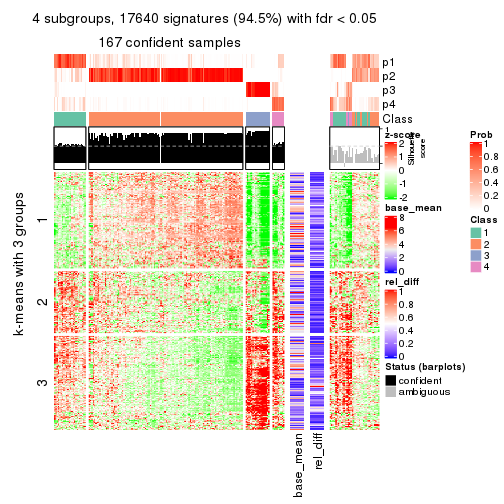 4 subgroups, 17640 signatures (94.5%) with fdr < 0.05
167 confident samples
p1
p2
p3
p4
Class
1
Silhouette
score
k-means with 3 groups
1
2
3
base_mean
rel_diff
z-score
2
1
0
-1
-2
base_mean
8
6
4
2
0
rel_diff
1
0.8
0.6
0.4
0.2
0
Status (barplots)
confident
ambiguous
Prob
1
0.8
0.6
0.4
0.2
0
Class
1
2
3
4